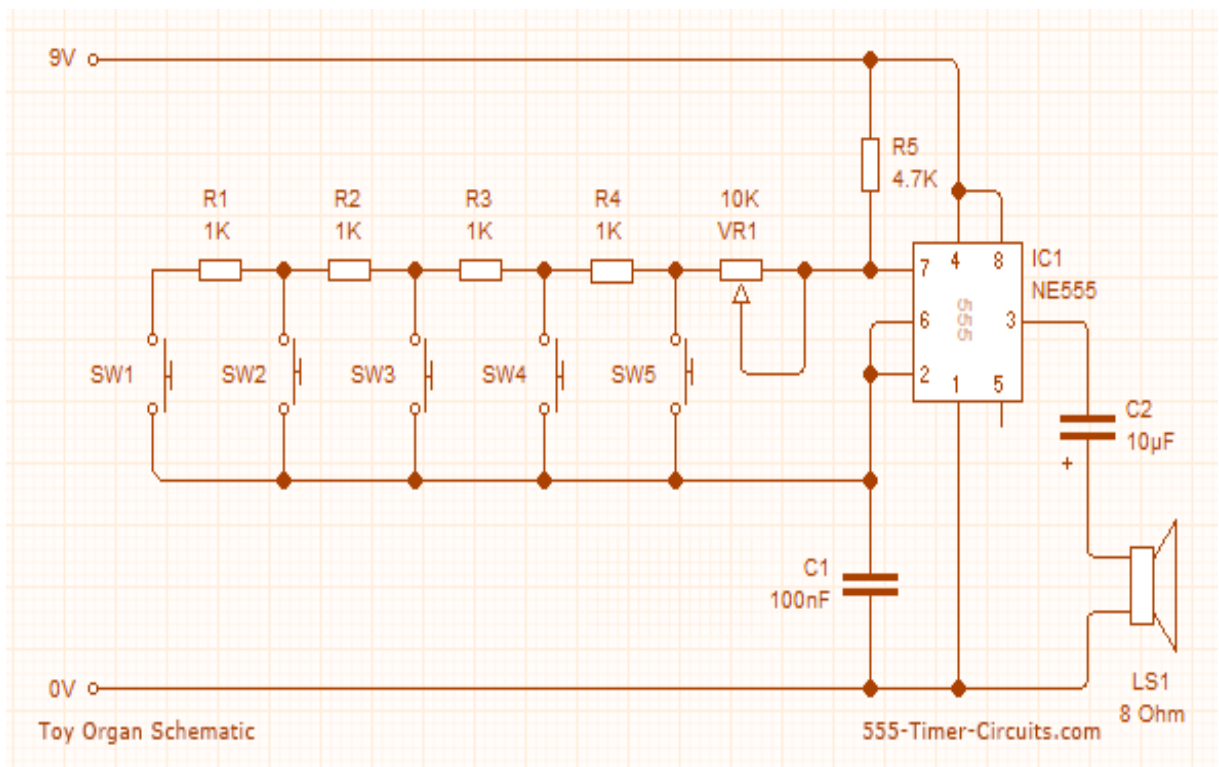 9V
R5
4.7K
R1
1K
R2
1K
R3
1K
R4
1K
10K
VR1
7
4
8
6
555
3
2
1
5
IC1
NE555
SW1
SW2
SW3
SW4
SW5
C2
10µF
+
C1
100nF
0V
LS1
8 Ohm
Toy Organ Schematic
555-Timer-Circuits.com